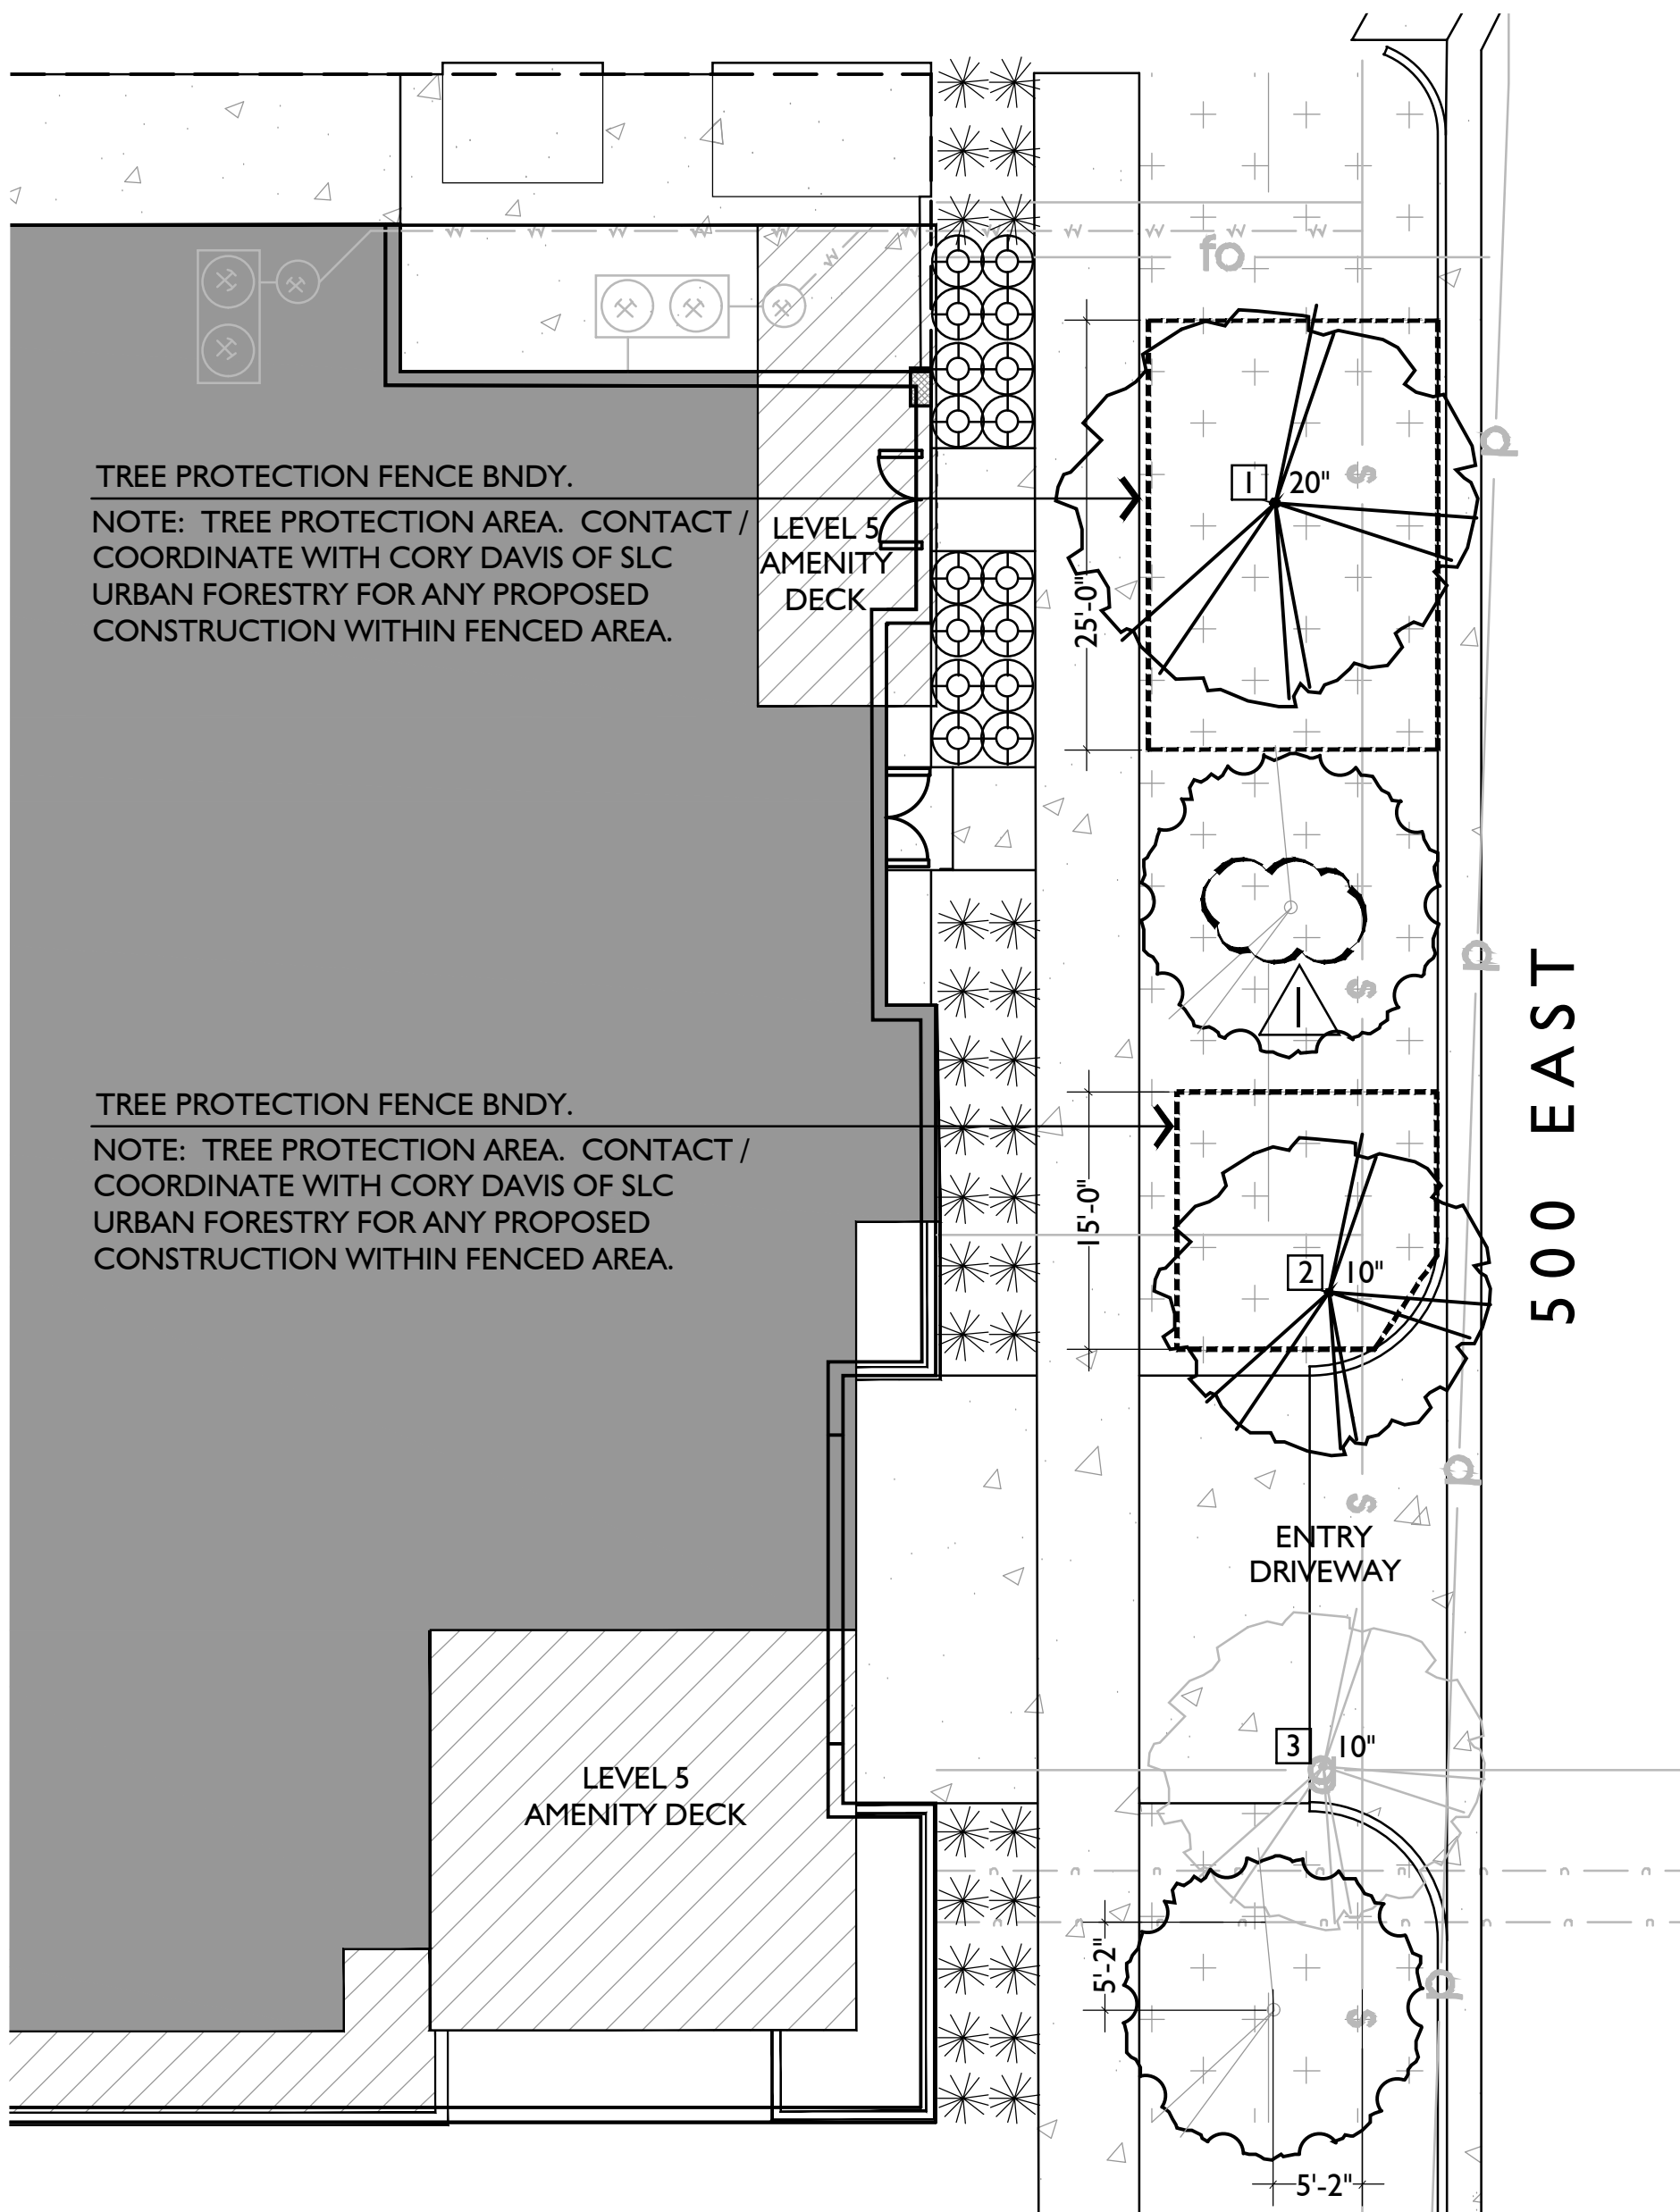 fo
TREE PROTECTION FENCE BNDY.
NOTE:  TREE PROTECTION AREA.  CONTACT /
COORDINATE WITH CORY DAVIS OF SLC
URBAN FORESTRY FOR ANY PROPOSED
CONSTRUCTION WITHIN FENCED AREA.
LEVEL 5
AMENITY
DECK
1
20"
s
p
25'-0"
p
s
1
500 EAST
TREE PROTECTION FENCE BNDY.
NOTE:  TREE PROTECTION AREA.  CONTACT /
COORDINATE WITH CORY DAVIS OF SLC
URBAN FORESTRY FOR ANY PROPOSED
CONSTRUCTION WITHIN FENCED AREA.
15'-0"
2
10"
p
s
ENTRY
DRIVEWAY
3
10"
g
LEVEL 5
AMENITY DECK
5'-2"
p
s
5'-2"